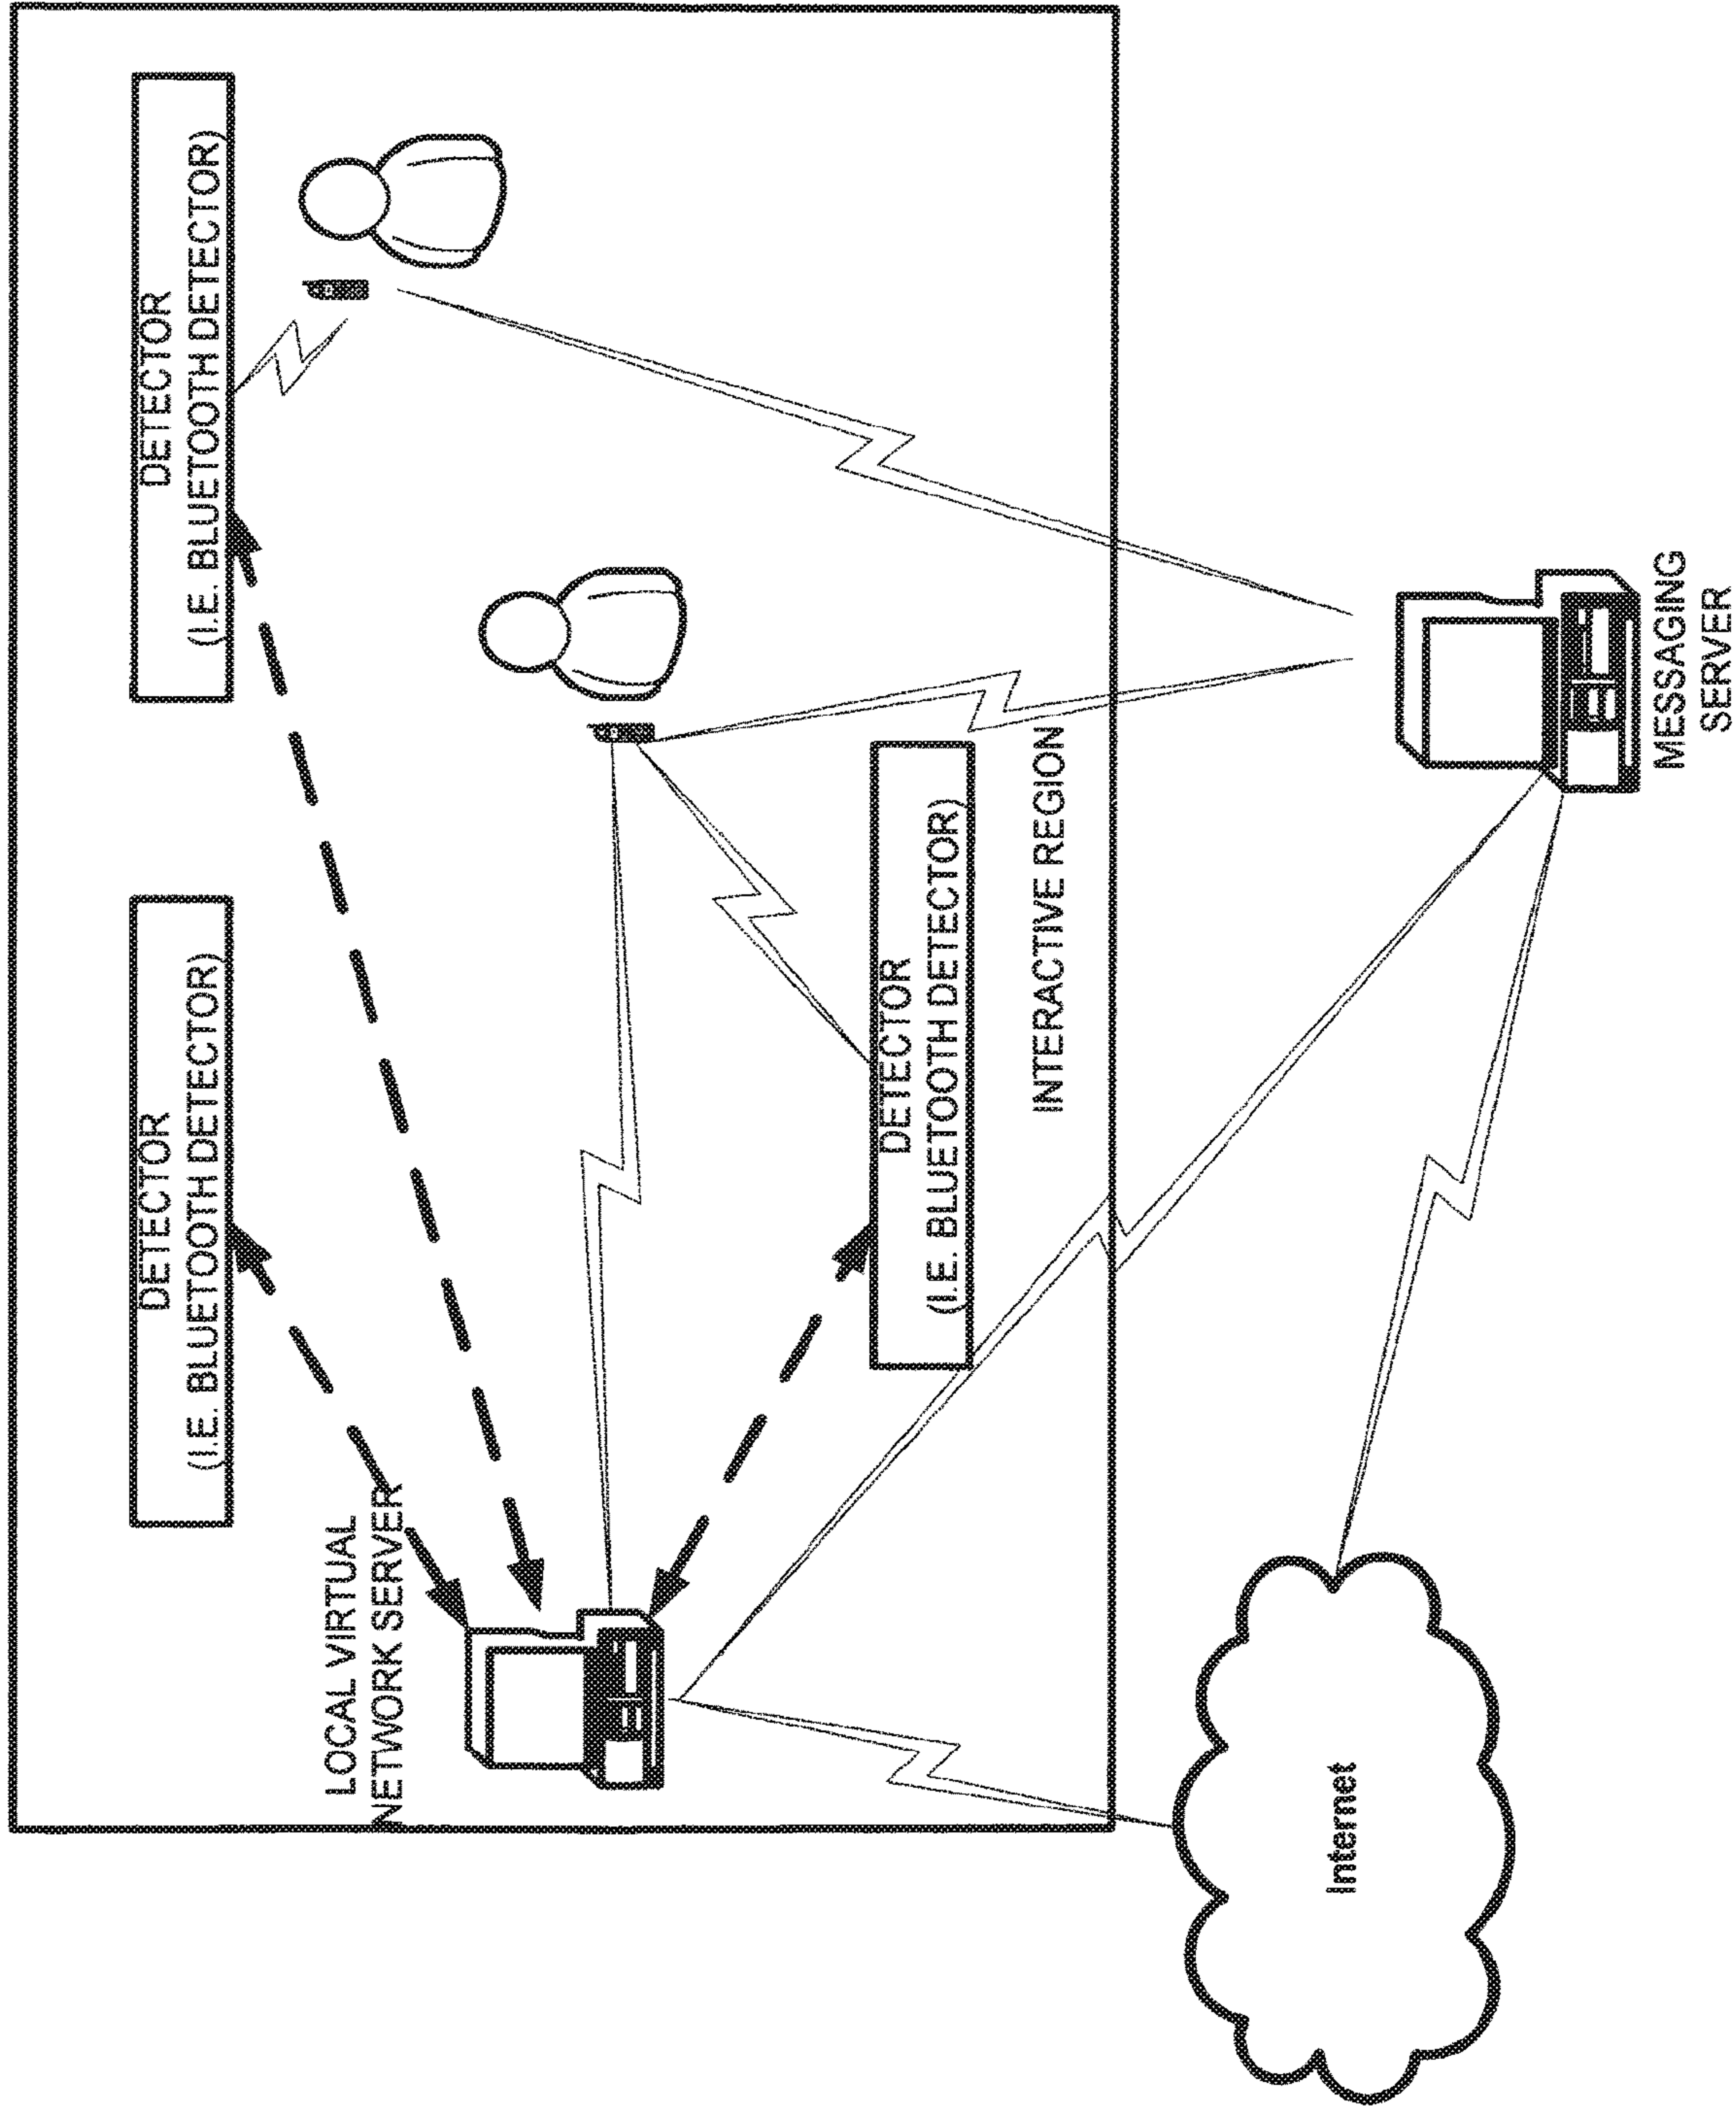 DETECTOR
(I.E. BLUETOOTH DETECTOR)
DETECTOR
(I.E. BLUETOOTH DETECTOR)
LOCAL VIRTUAL
NETWORK SERVER
DETECTOR
(I.E. BLUETOOTH DETECTOR)
INTERACTIVE REGION
Internet
MESSAGING
SERVER